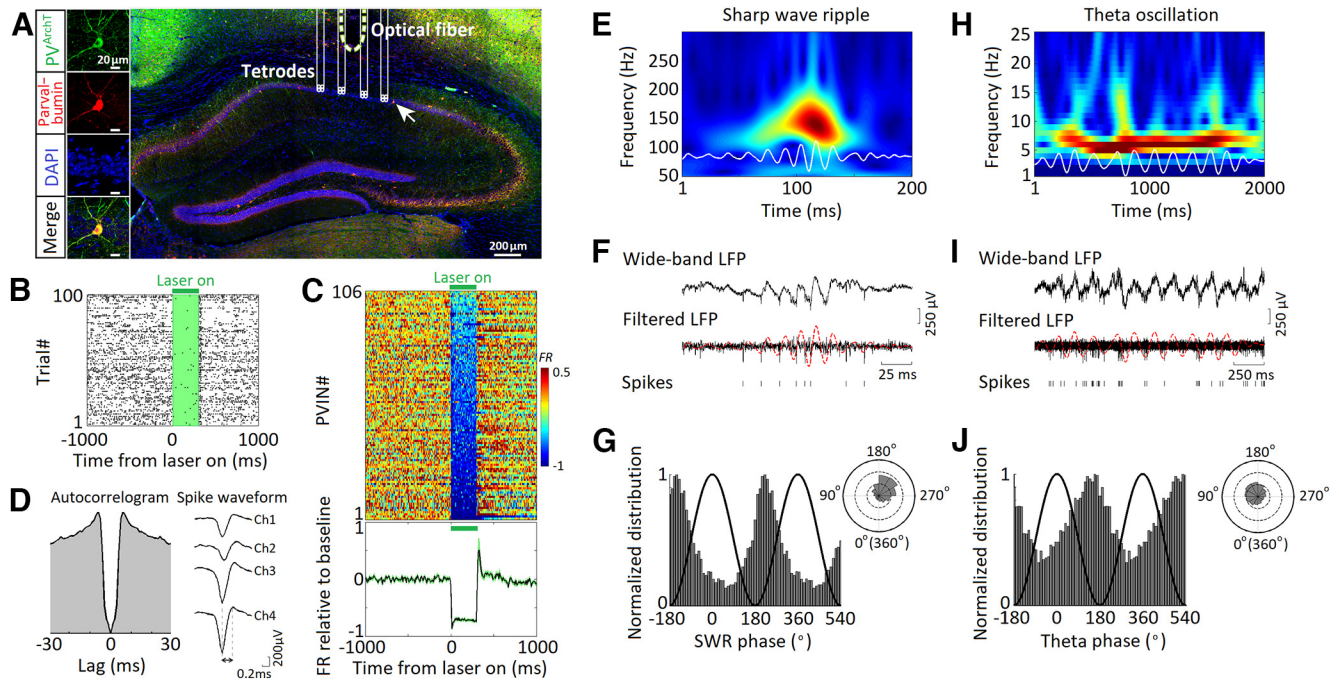 A
PV^ArchT
20 µm
Parval-
bumin
DAPI
Merge
Optical fiber
Tetrodes
200 µm
B
Laser on
100
Trial#
1
-1000
0
1000
Time from laser on (ms)
C
Laser on
106
PVIN#
1
FR
0.5
-1
FR relative to baseline
1
0
-1
-1000
0
1000
Time from laser on (ms)
D
Autocorrelogram
-30
0
30
Lag (ms)
Spike waveform
Ch1
Ch2
Ch3
Ch4
200µV
0.2ms
E
Sharp wave ripple
Frequency (Hz)
250
200
150
100
50
1
100
200
Time (ms)
F
Wide-band LFP
250 µV
Filtered LFP
25 ms
Spikes
G
Normalized distribution
1
0.5
0
-180
0
180
360
540
SWR phase (°)
180°
90°
270°
0°(360°)
H
Theta oscillation
Frequency (Hz)
25
20
15
10
5
1
1
1000
2000
Time (ms)
I
Wide-band LFP
250 µV
Filtered LFP
250 ms
Spikes
J
Normalized distribution
1
0.5
0
-180
0
180
360
540
Theta phase (°)
180°
90°
270°
0°(360°)